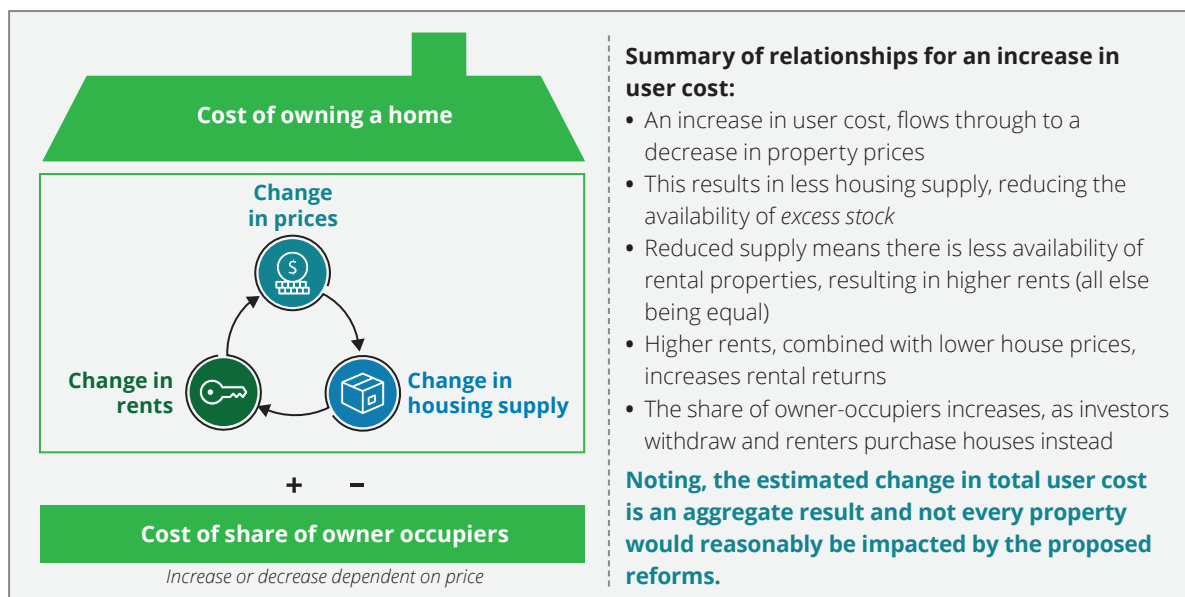 Cost of owning a home
Change
in prices
$
Change in
rents
Change in
housing supply
+ −
Cost of share of owner occupiers
Increase or decrease dependent on price
Summary of relationships for an increase in
user cost:
• An increase in user cost, flows through to a
decrease in property prices
• This results in less housing supply, reducing the
availability of excess stock
• Reduced supply means there is less availability of
rental properties, resulting in higher rents (all else
being equal)
• Higher rents, combined with lower house prices,
increases rental returns
• The share of owner-occupiers increases, as investors
withdraw and renters purchase houses instead
Noting, the estimated change in total user cost
is an aggregate result and not every property
would reasonably be impacted by the proposed
reforms.